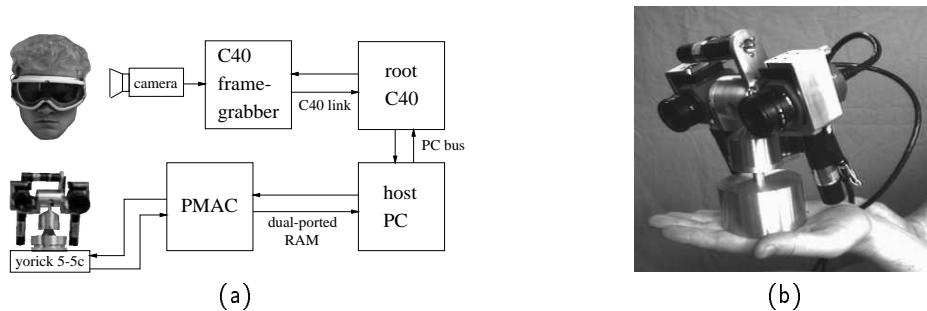 camera
C40
frame-
grabber
C40 link
root
C40
PC bus
host
PC
PMAC
dual-ported
RAM
yorick 5-5c
(a)
(b)